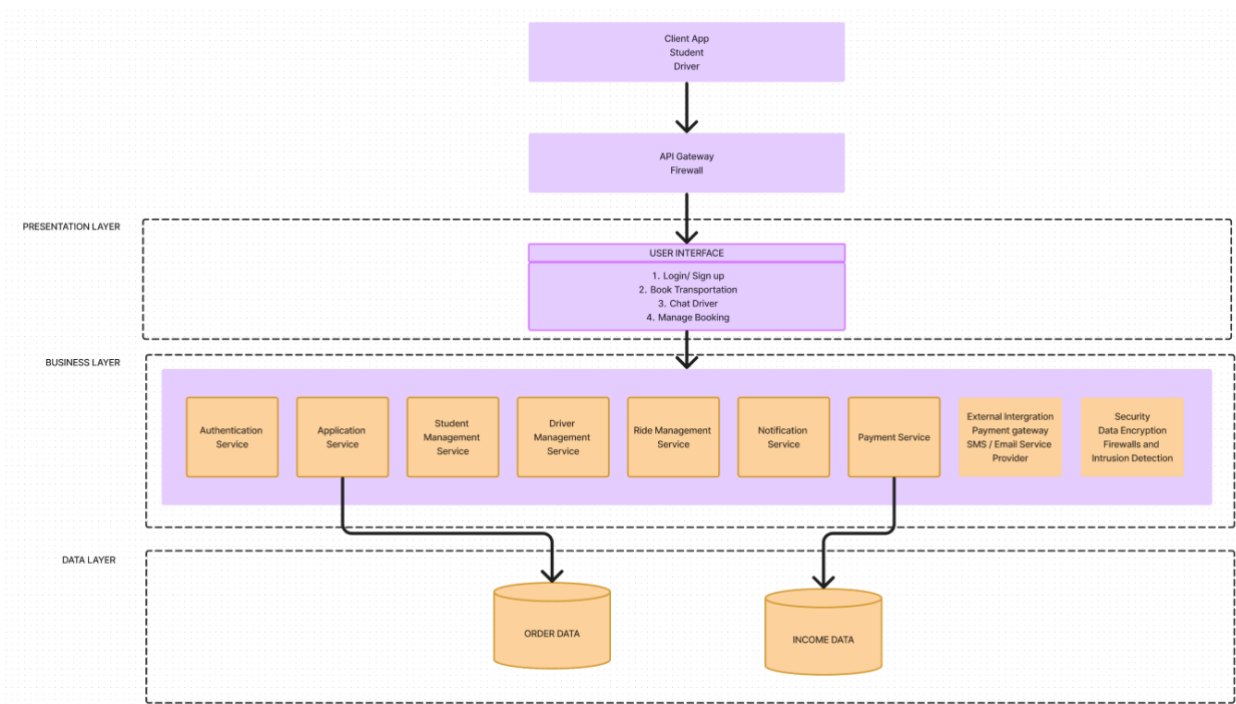 Client App
Student
Driver
API Gateway
Firewall
PRESENTATION LAYER
USER INTERFACE
1. Login/ Sign up
2. Book Transportation
3. Chat Driver
4. Manage Booking
BUSINESS LAYER
Authentication
Service
Application
Service
Student
Management
Service
Driver
Management
Service
Ride Management
Service
Notification
Service
Payment Service
External Intergration
Payment gateway
SMS / Email Service
Provider
Security
Data Encryption
Firewalls and
Intrusion Detection
DATA LAYER
ORDER DATA
INCOME DATA